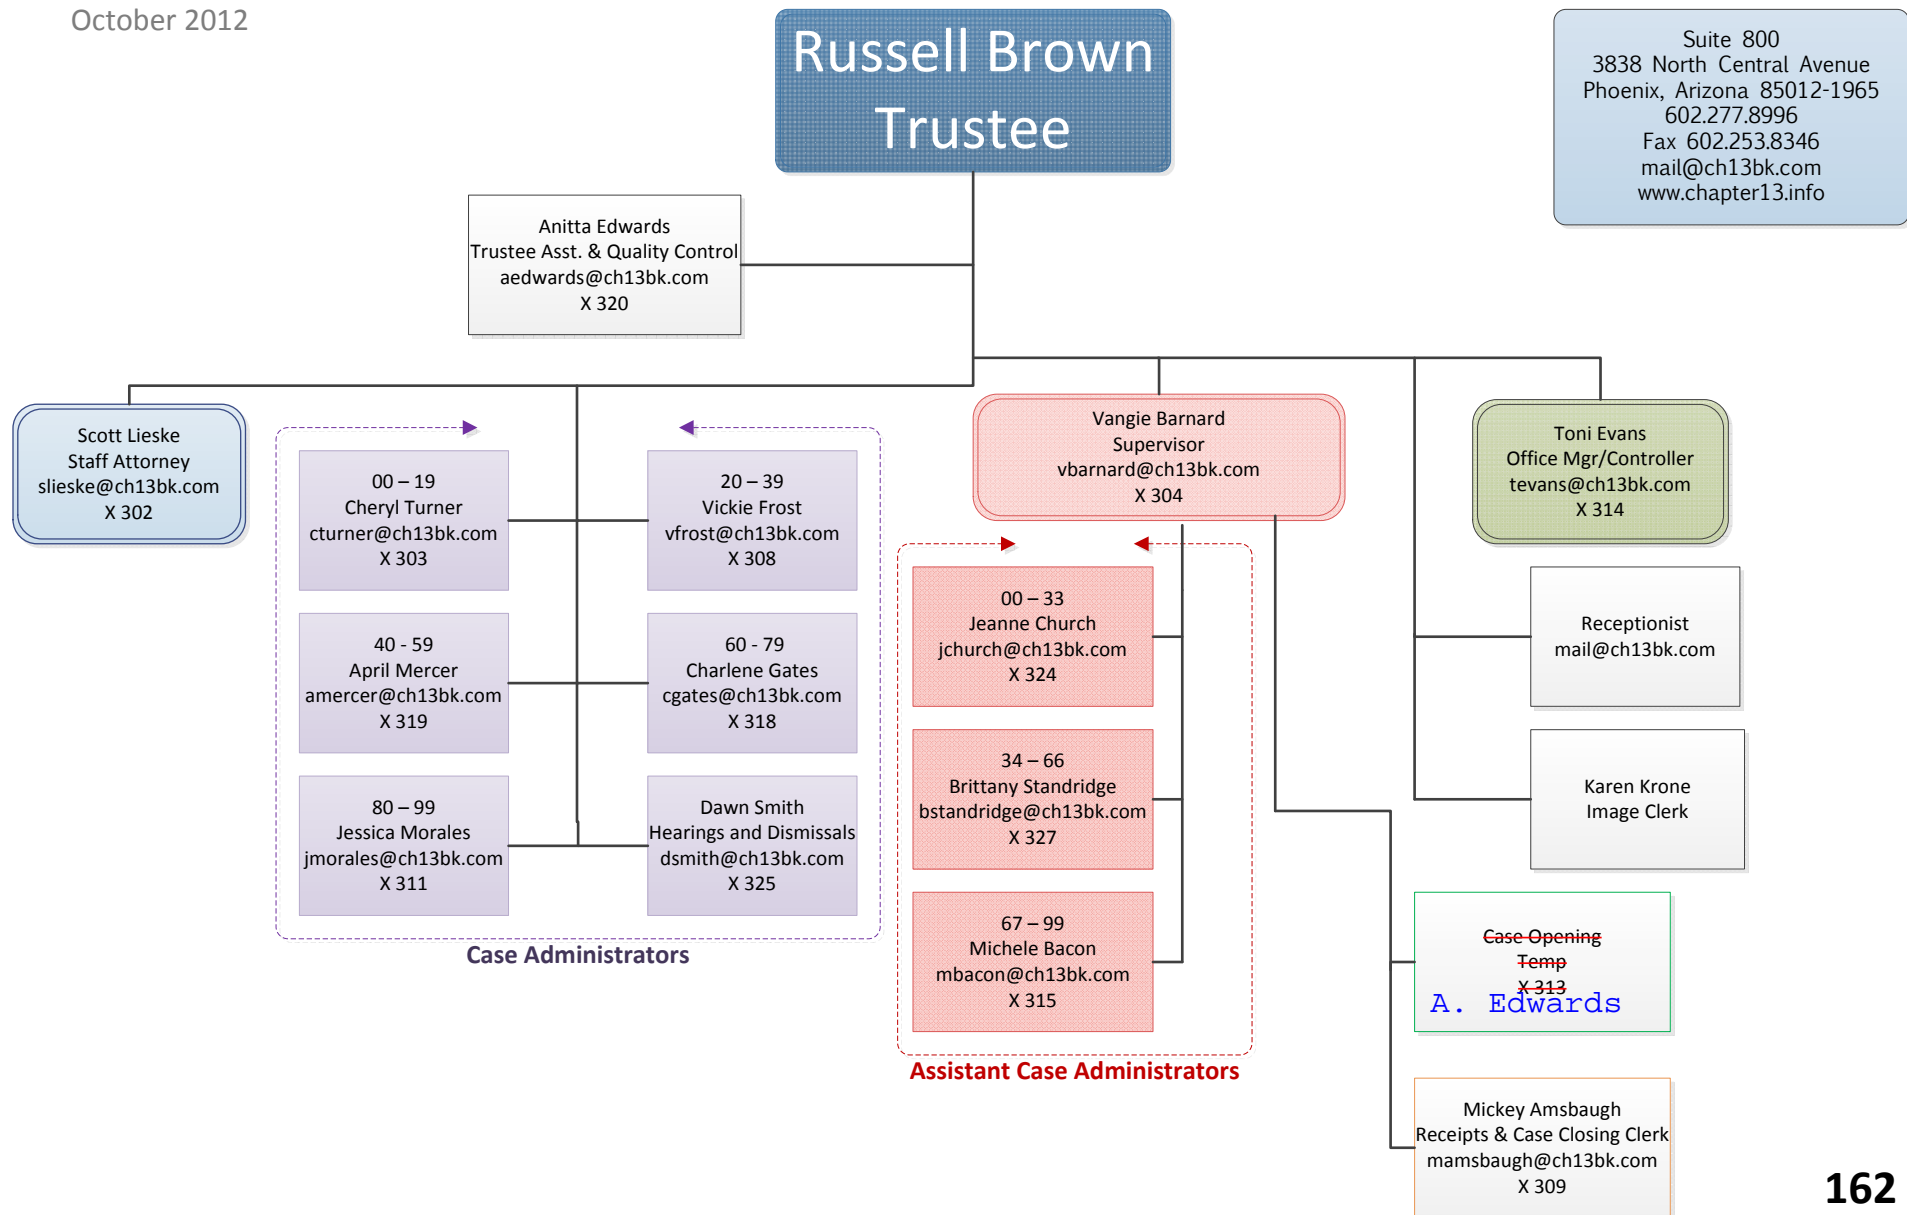 October 2012
Russell Brown
Trustee
Suite 800
3838 North Central Avenue
Phoenix, Arizona 85012-1965
602.277.8996
Fax 602.253.8346
mail@ch13bk.com
www.chapter13.info
Anitta Edwards
Trustee Asst. & Quality Control
aedwards@ch13bk.com
X 320
Scott Lieske
Staff Attorney
slieske@ch13bk.com
X 302
00 – 19
Cheryl Turner
cturner@ch13bk.com
X 303
20 – 39
Vickie Frost
vfrost@ch13bk.com
X 308
40 - 59
April Mercer
amercer@ch13bk.com
X 319
60 - 79
Charlene Gates
cgates@ch13bk.com
X 318
80 – 99
Jessica Morales
jmorales@ch13bk.com
X 311
Dawn Smith
Hearings and Dismissals
dsmith@ch13bk.com
X 325
Case Administrators
Vangie Barnard
Supervisor
vbarnard@ch13bk.com
X 304
00 – 33
Jeanne Church
jchurch@ch13bk.com
X 324
34 – 66
Brittany Standridge
bstandridge@ch13bk.com
X 327
67 – 99
Michele Bacon
mbacon@ch13bk.com
X 315
Assistant Case Administrators
Toni Evans
Office Mgr/Controller
tevans@ch13bk.com
X 314
Receptionist
mail@ch13bk.com
Karen Krone
Image Clerk
Case Opening
Temp
X 313
A. Edwards
Mickey Amsbaugh
Receipts & Case Closing Clerk
mamsbaugh@ch13bk.com
X 309
162